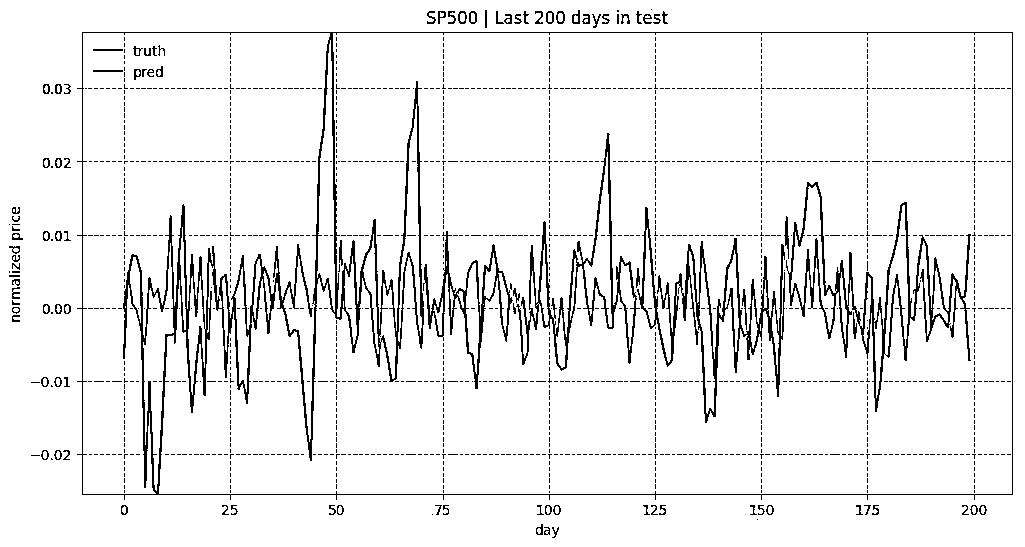 SP500 | Last 200 days in test
truth
pred
0.03
0.02
0.01
0.00
−0.01
−0.02
normalized price
0 25 50 75 100 125 150 175 200
day